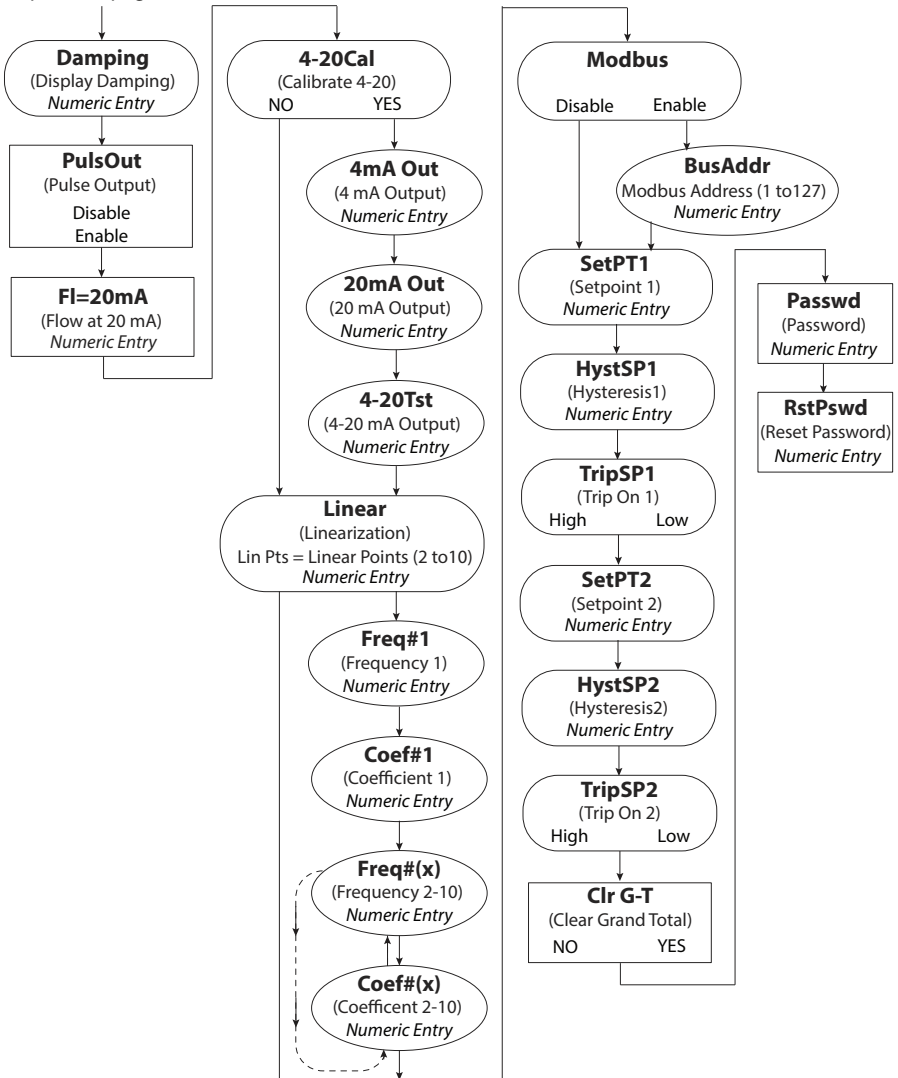 Damping
(Display Damping)
Numeric Entry
PulsOut
(Pulse Output)
Disable
Enable
Fl=20mA
(Flow at 20 mA)
Numeric Entry
4-20Cal
(Calibrate 4-20)
NO YES
4mA Out
(4 mA Output)
Numeric Entry
20mA Out
(20 mA Output)
Numeric Entry
4-20Tst
(4-20 mA Output)
Numeric Entry
Linear
(Linearization)
Lin Pts = Linear Points (2 to10)
Numeric Entry
Freq#1
(Frequency 1)
Numeric Entry
Coef#1
(Coefficient 1)
Numeric Entry
Freq#(x)
(Frequency 2-10)
Numeric Entry
Coef#(x)
(Coefficent 2-10)
Numeric Entry
Modbus
Disable Enable
BusAddr
Modbus Address (1 to127)
Numeric Entry
SetPT1
(Setpoint 1)
Numeric Entry
HystSP1
(Hysteresis1)
Numeric Entry
TripSP1
(Trip On 1)
High Low
SetPT2
(Setpoint 2)
Numeric Entry
HystSP2
(Hysteresis2)
Numeric Entry
TripSP2
(Trip On 2)
High Low
Clr G-T
(Clear Grand Total)
NO YES
Passwd
(Password)
Numeric Entry
RstPswd
(Reset Password)
Numeric Entry